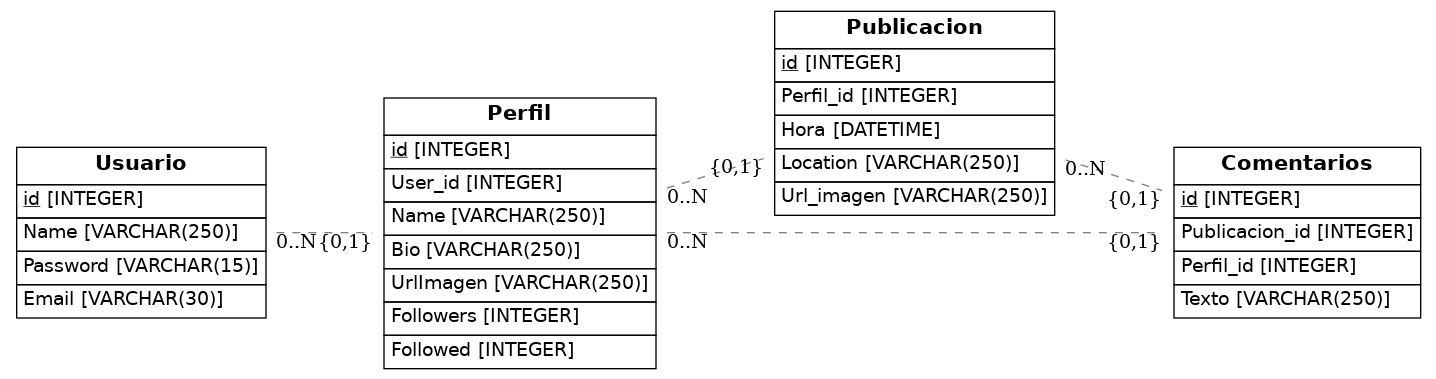 Usuario
id [INTEGER]
Name [VARCHAR(250)]
Password [VARCHAR(15)]
Email [VARCHAR(30)]
0..N
{0,1}
Perfil
id [INTEGER]
User_id [INTEGER]
Name [VARCHAR(250)]
Bio [VARCHAR(250)]
UrlImagen [VARCHAR(250)]
Followers [INTEGER]
Followed [INTEGER]
0..N
{0,1}
0..N
{0,1}
Publicacion
id [INTEGER]
Perfil_id [INTEGER]
Hora [DATETIME]
Location [VARCHAR(250)]
Url_imagen [VARCHAR(250)]
0..N
{0,1}
Comentarios
id [INTEGER]
Publicacion_id [INTEGER]
Perfil_id [INTEGER]
Texto [VARCHAR(250)]